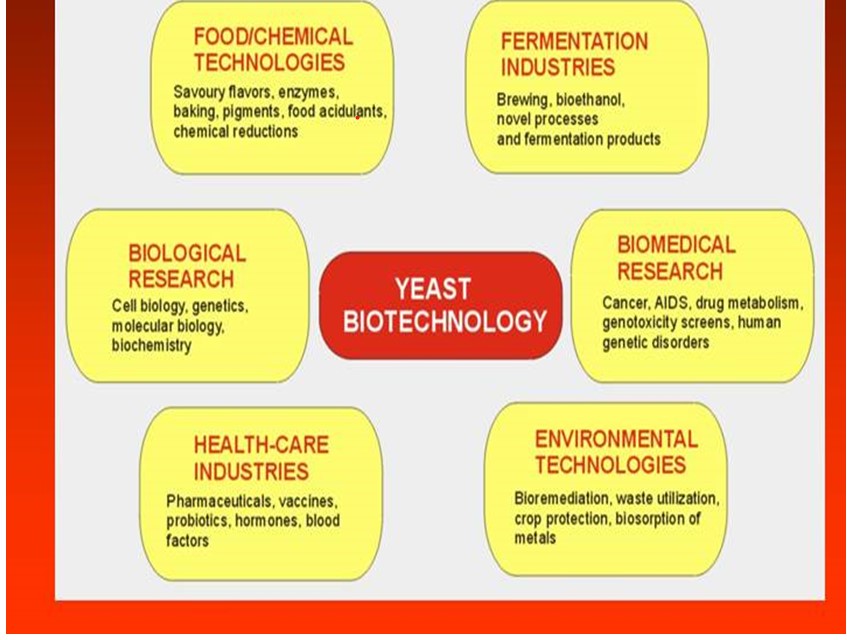 FOOD/CHEMICAL
TECHNOLOGIES
Savoury flavors, enzymes,
baking, pigments, food acidulants,
chemical reductions
FERMENTATION
INDUSTRIES
Brewing, bioethanol,
novel processes
and fermentation products
BIOLOGICAL
RESEARCH
Cell biology, genetics,
molecular biology,
biochemistry
YEAST
BIOTECHNOLOGY
BIOMEDICAL
RESEARCH
Cancer, AIDS, drug metabolism,
genotoxicity screens, human
genetic disorders
HEALTH-CARE
INDUSTRIES
Pharmaceuticals, vaccines,
probiotics, hormones, blood
factors
ENVIRONMENTAL
TECHNOLOGIES
Bioremediation, waste utilization,
crop protection, biosorption of
metals